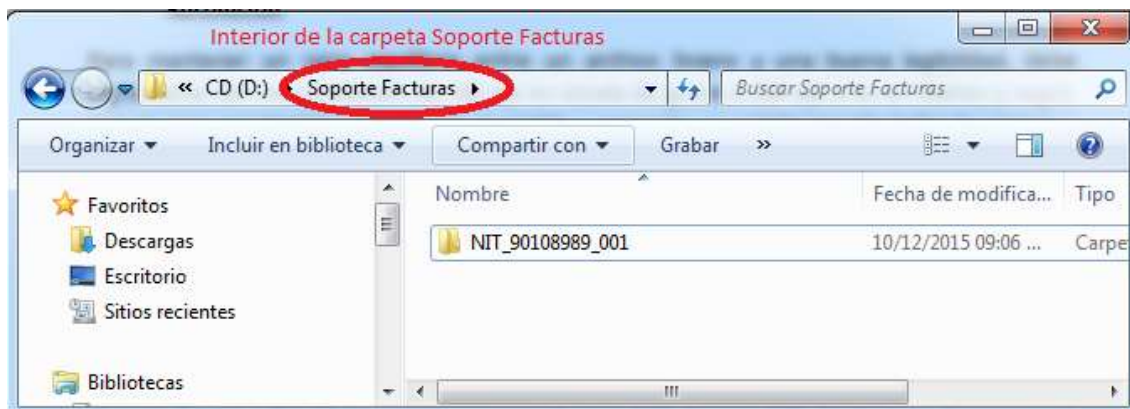 Interior de la carpeta Soporte Facturas
« CD (D:) ▸ Soporte Facturas ▸
Buscar Soporte Facturas
Organizar ▾ Incluir en biblioteca ▾ Compartir con ▾ Grabar »
Nombre Fecha de modifica... Tipo
Favoritos
Descargas
Escritorio
Sitios recientes
Bibliotecas
NIT_90108989_001 10/12/2015 09:06 ... Carpe